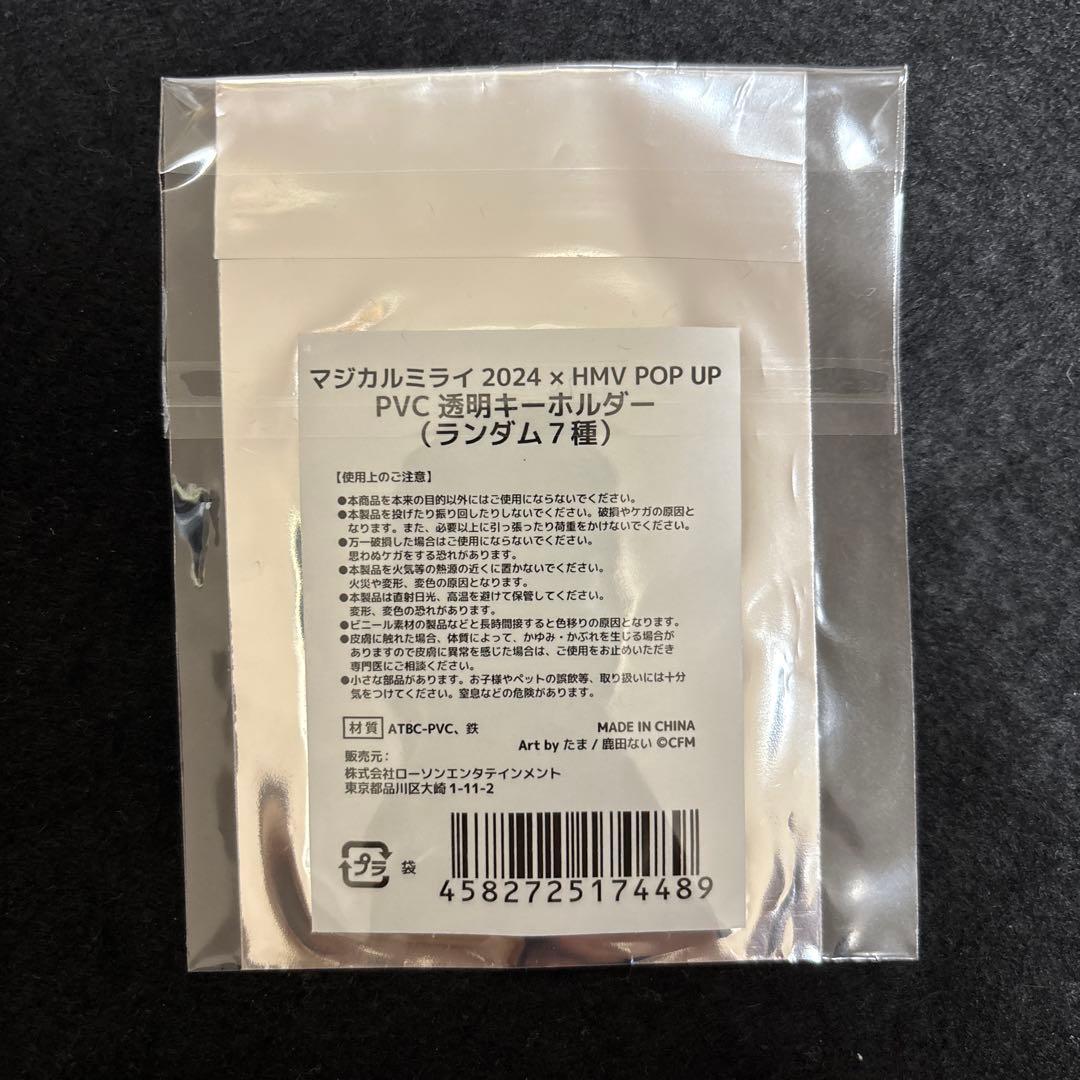 マジカルミライ 2024 × HMV POP UP
PVC 透明キーホルダー
（ランダム７種）
【使用上のご注意】
●本商品を本来の目的以外にはご使用にならないでください。
●本製品を投げたり振り回したりしないでください。破損やケガの原因と
なります。また、必要以上に引っ張ったり荷重をかけないでください。
●万一破損した場合はご使用にならないでください。
思わぬケガをする恐れがあります。
●本製品を火気等の熱源の近くに置かないでください。
火災や変形、変色の原因となります。
●本製品は直射日光、高温を避けて保管してください。
変形、変色の恐れがあります。
●ビニール素材の製品などと長時間接すると色移りの原因となります。
●皮膚に触れた場合、体質によって、かゆみ・かぶれを生じる場合が
ありますので皮膚に異常を感じた場合は、ご使用をお止めいただき
専門医にご相談ください。
●小さな部品があります。お子様やペットの誤飲等、取り扱いには十分
気をつけてください。窒息などの危険があります。
材質 ATBC-PVC、鉄
MADE IN CHINA
Art by たま / 鹿田ない ©CFM
販売元：
株式会社ローソンエンタテインメント
東京都品川区大崎 1-11-2
プラ 袋
4582725174489